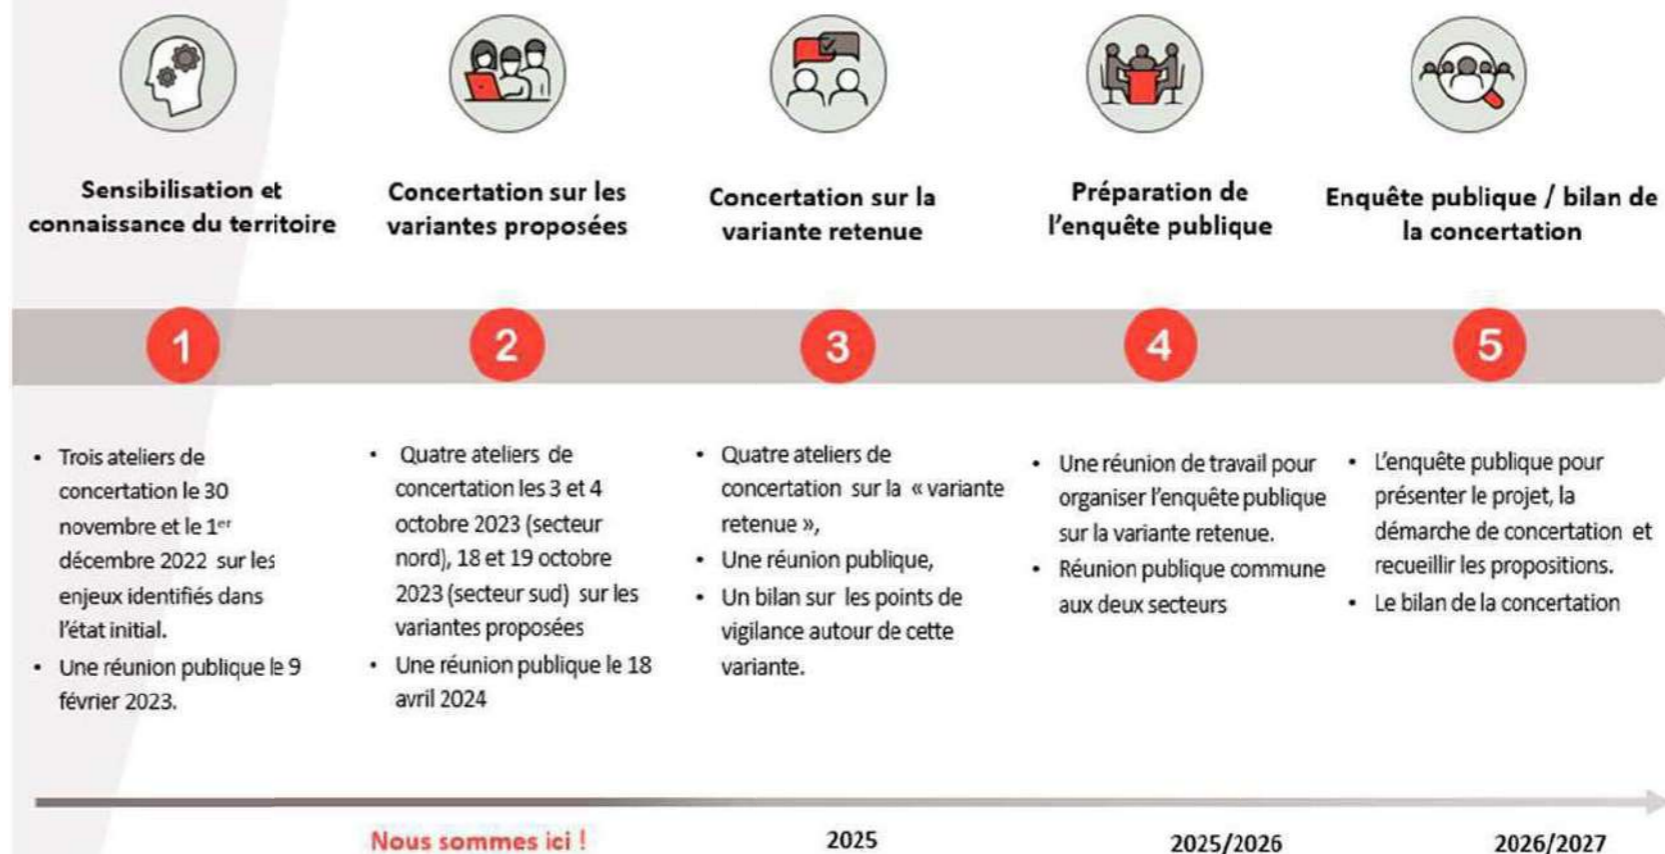 Sensibilisation et
connaissance du territoire
Concertation sur les
variantes proposées
Concertation sur la
variante retenue
Préparation de
l'enquête publique
Enquête publique / bilan de
la concertation
1
2
3
4
5
• Trois ateliers de
concertation le 30
novembre et le 1er
décembre 2022 sur les
enjeux identifiés dans
l'état initial.
• Une réunion publique le 9
février 2023.
• Quatre ateliers de
concertation les 3 et 4
octobre 2023 (secteur
nord), 18 et 19 octobre
2023 (secteur sud) sur les
variantes proposées
• Une réunion publique le 18
avril 2024
• Quatre ateliers de
concertation sur la « variante
retenue »,
• Une réunion publique,
• Un bilan sur les points de
vigilance autour de cette
variante.
• Une réunion de travail pour
organiser l'enquête publique
sur la variante retenue.
• Réunion publique commune
aux deux secteurs
• L'enquête publique pour
présenter le projet, la
démarche de concertation et
recueillir les propositions.
• Le bilan de la concertation
Nous sommes ici !
2025
2025/2026
2026/2027